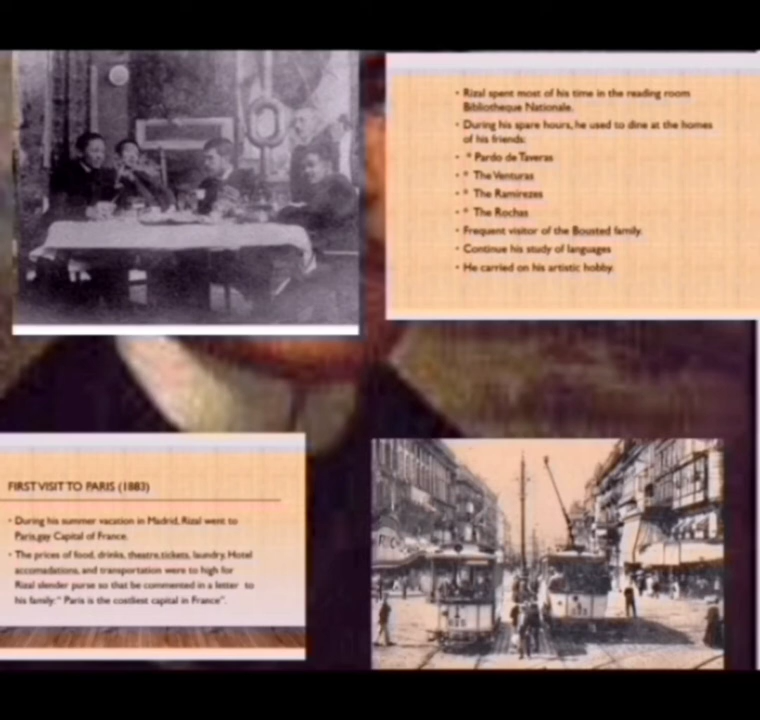 • Rizal spent most of his time in the reading room
Bibliotheque Nationale.
• During his spare hours, he used to dine at the homes
of his friends:
• * Pardo de Taveras
• * The Venturas
• * The Ramirezes
• * The Rochas
• Frequent visitor of the Bousted family.
• Continue his study of languages
• He carried on his artistic hobby.
FIRST VISIT TO PARIS (1883)
• During his summer vacation in Madrid, Rizal went to
Paris,gay Capital of France.
• The prices of food, drinks, theatre,tickets, laundry, Hotel
accomadations, and transportation were to high for
Rizal slender purse so that be commented in a letter to
his family:" Paris is the costliest capital in France".